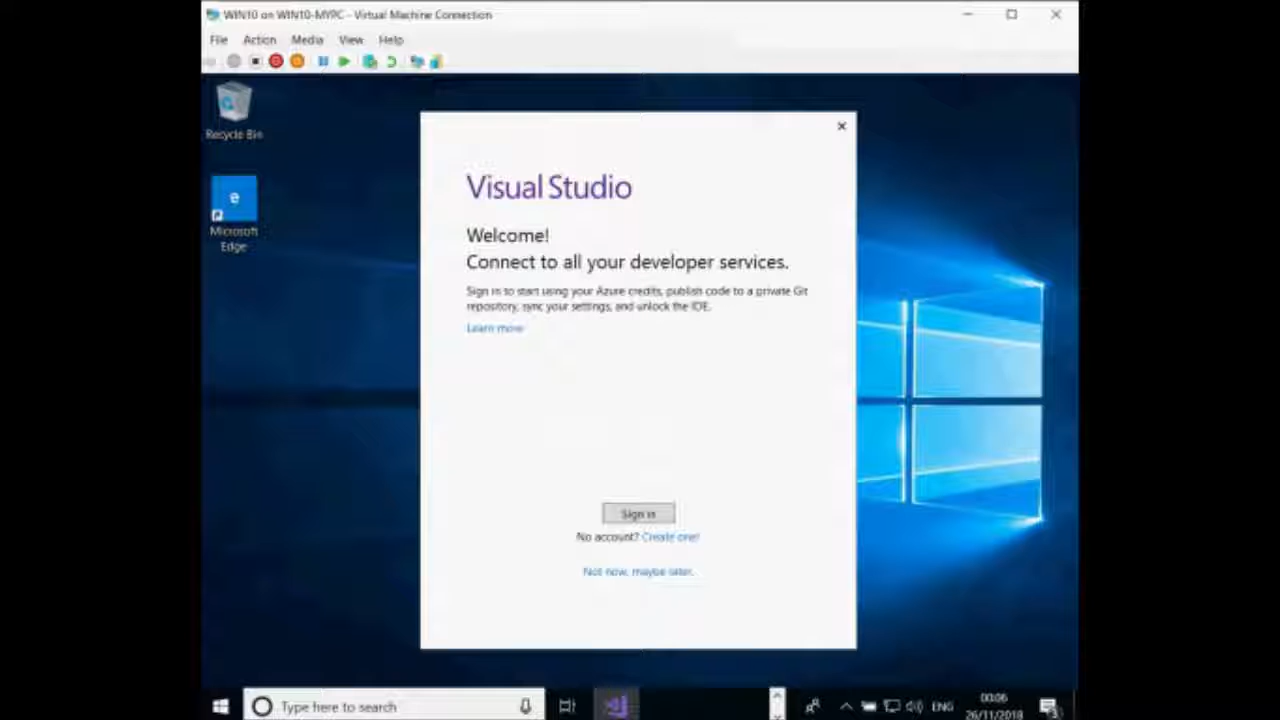 WIN10 on WIN10-MYPC - Virtual Machine Connection
File Action Media View Help
Recycle Bin
Microsoft
Edge
Visual Studio
Welcome!
Connect to all your developer services.
Sign in to start using your Azure credits, publish code to a private Git
repository, sync your settings, and unlock the IDE.
Learn more
Sign in
No account? Create one!
Not now, maybe later.
Type here to search
ENG
00:06
26/11/2018